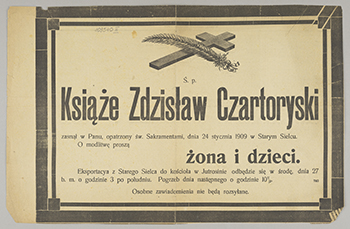 Ś. p.
Książe Zdzisław Czartoryski
zasnął w Panu, opatrzony św. Sakramentami, dnia 24 stycznia 1909 w Starym Sielcu.
O modlitwę proszą
żona i dzieci.
Eksportacya z Starego Sielca do kościoła w Jutrosinie odbędzie się w środę, dnia 27
b. m. o godzinie 3 po południu. Pogrzeb dnia następnego o godzinie
Osobne zawiadomienia nie będą rozsyłane.